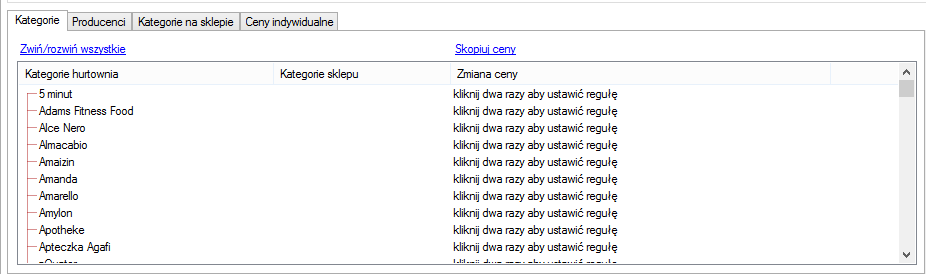 Kategorie Producenci Kategorie na sklepie Ceny indywidualne
Zwiń/rozwiń wszystkie Skopiuj ceny
Kategorie hurtownia Kategorie sklepu Zmiana ceny
5 minut kliknij dwa razy aby ustawić regułę
Adams Fitness Food kliknij dwa razy aby ustawić regułę
Alce Nero kliknij dwa razy aby ustawić regułę
Almacabio kliknij dwa razy aby ustawić regułę
Amaizin kliknij dwa razy aby ustawić regułę
Amanda kliknij dwa razy aby ustawić regułę
Amarello kliknij dwa razy aby ustawić regułę
Amylon kliknij dwa razy aby ustawić regułę
Apotheke kliknij dwa razy aby ustawić regułę
Apteczka Agafi kliknij dwa razy aby ustawić regułę